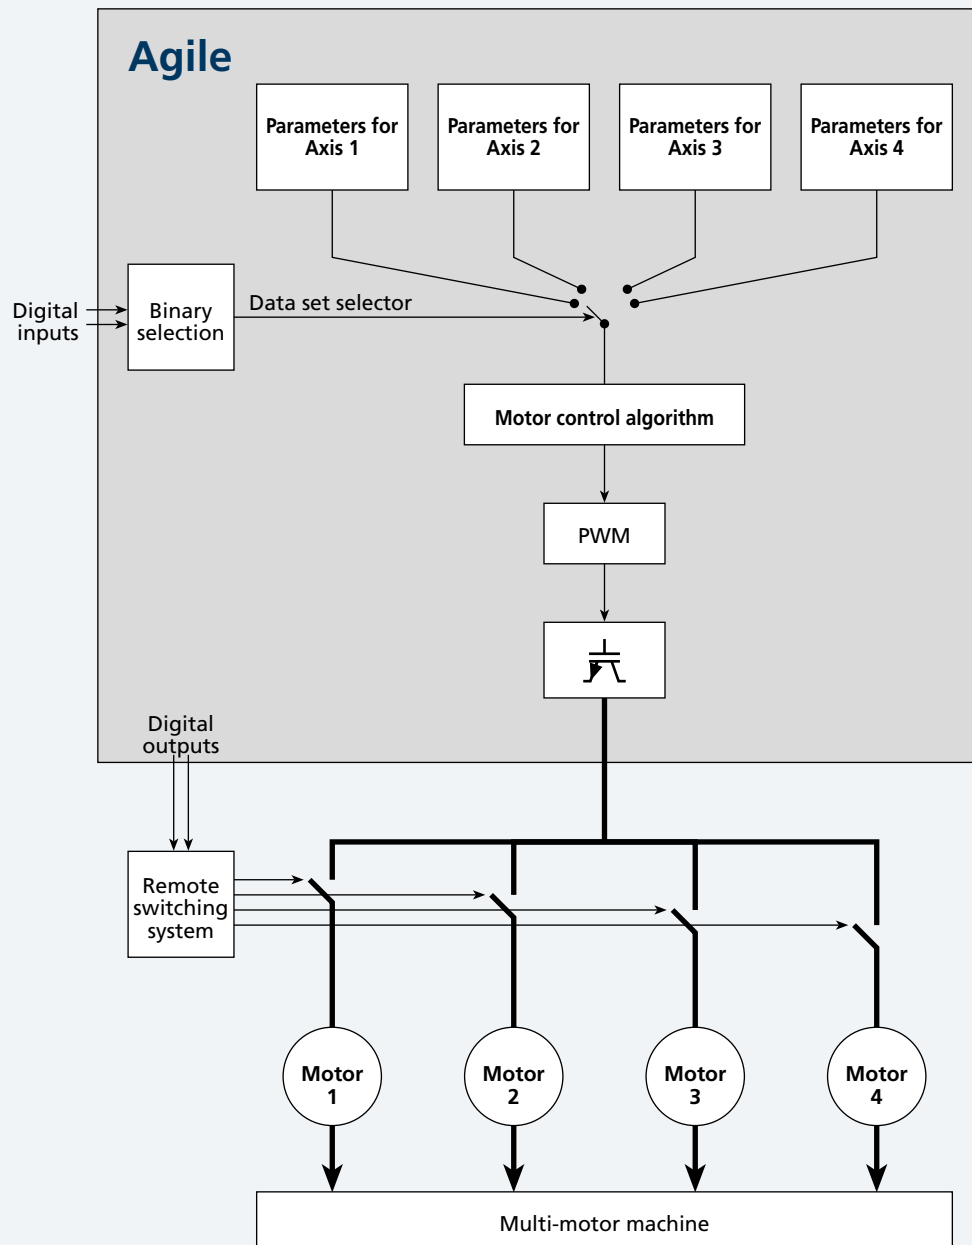 Agile
Parameters for
Axis 1
Parameters for
Axis 2
Parameters for
Axis 3
Parameters for
Axis 4
Digital
inputs
Binary
selection
Data set selector
Motor control algorithm
PWM
Digital
outputs
Remote
switching
system
Motor
1
Motor
2
Motor
3
Motor
4
Multi-motor machine